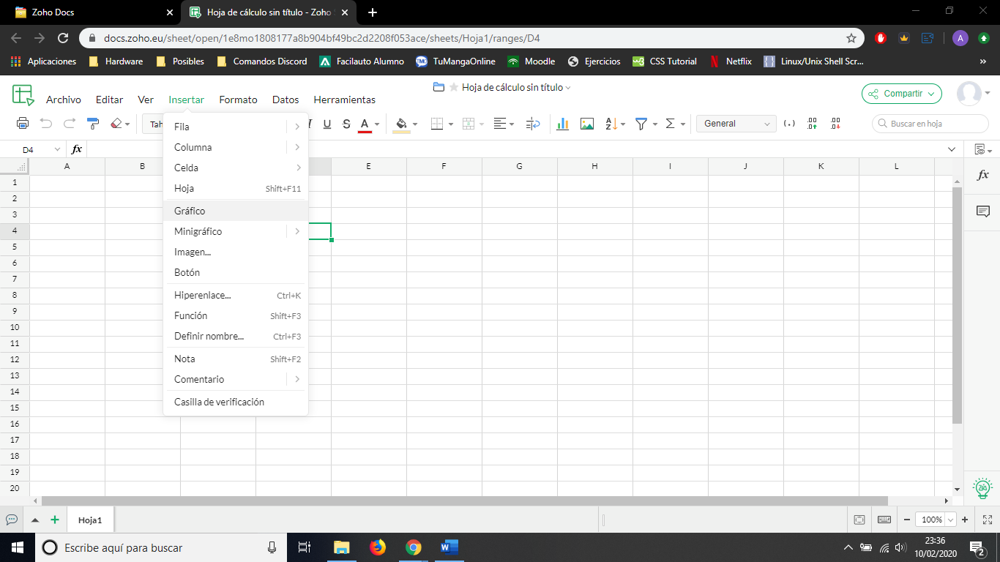 Zoho Docs
Hoja de cálculo sin título - Zoho
docs.zoho.eu/sheet/open/1e8mo1808177a8b904bf49bc2d2208f053ace/sheets/Hoja1/ranges/D4
A
Aplicaciones Hardware Posibles Comandos Discord Facilauto Alumno TuMangaOnline Moodle Ejercicios CSS Tutorial Netflix Linux/Unix Shell Scr...
Hoja de cálculo sin título
Archivo Editar Ver Insertar Formato Datos Herramientas
Compartir
Tah
I U S A
General
Buscar en hoja
D4 fx
A B E F G H I J K L
fx
1
2
3
4
5
6
7
8
9
10
11
12
13
14
15
16
17
18
19
20
Fila
Columna
Celda
Hoja Shift+F11
Gráfico
Minigráfico
Imagen...
Botón
Hiperenlace... Ctrl+K
Función Shift+F3
Definir nombre... Ctrl+F3
Nota Shift+F2
Comentario
Casilla de verificación
Hoja1
100%
Escribe aquí para buscar
23:36
10/02/2020
2